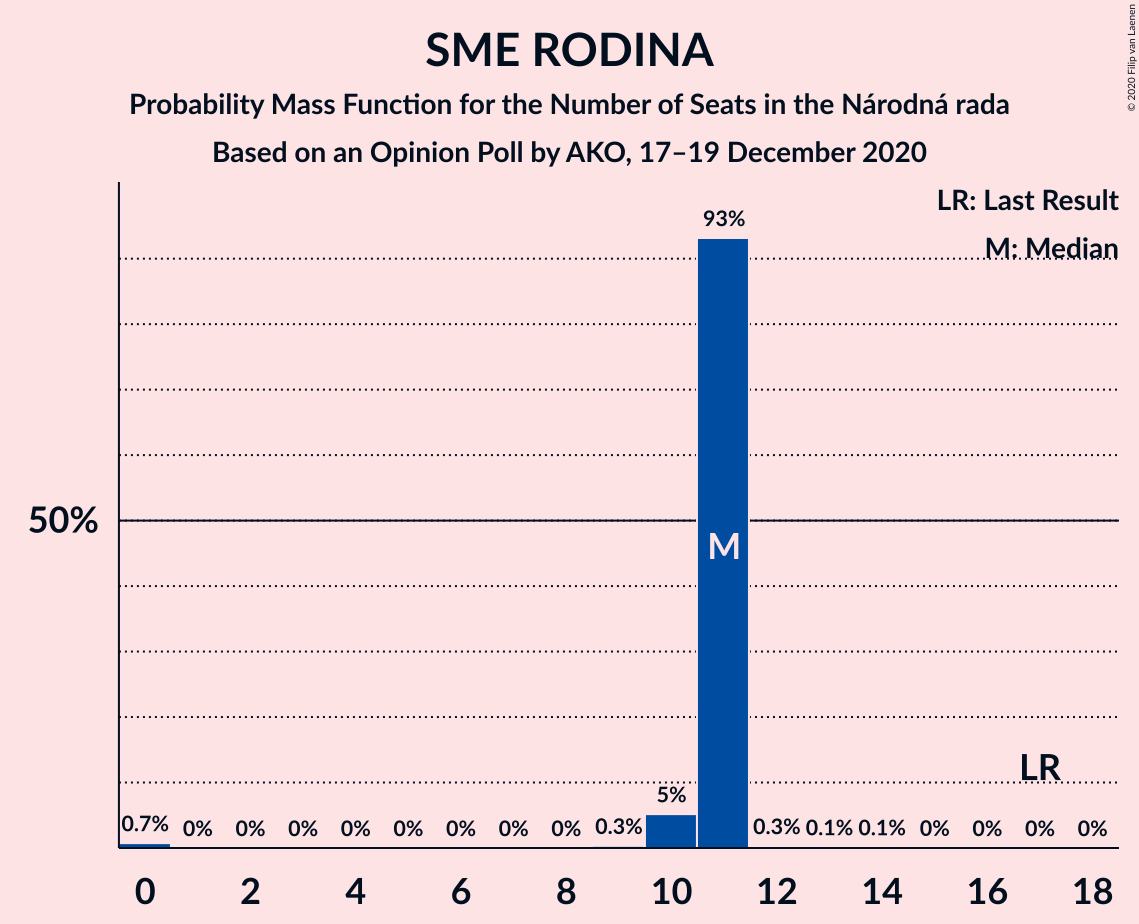 SME RODINA
Probability Mass Function for the Number of Seats in the Národná rada
Based on an Opinion Poll by AKO, 17–19 December 2020
© 2020 Filip van Laenen
LR: Last Result
M: Median
93%
50%
M
LR
5%
0.7% 0% 0% 0% 0% 0% 0% 0% 0% 0.3% 0.3% 0.1% 0.1% 0% 0% 0% 0%
0 2 4 6 8 10 12 14 16 18